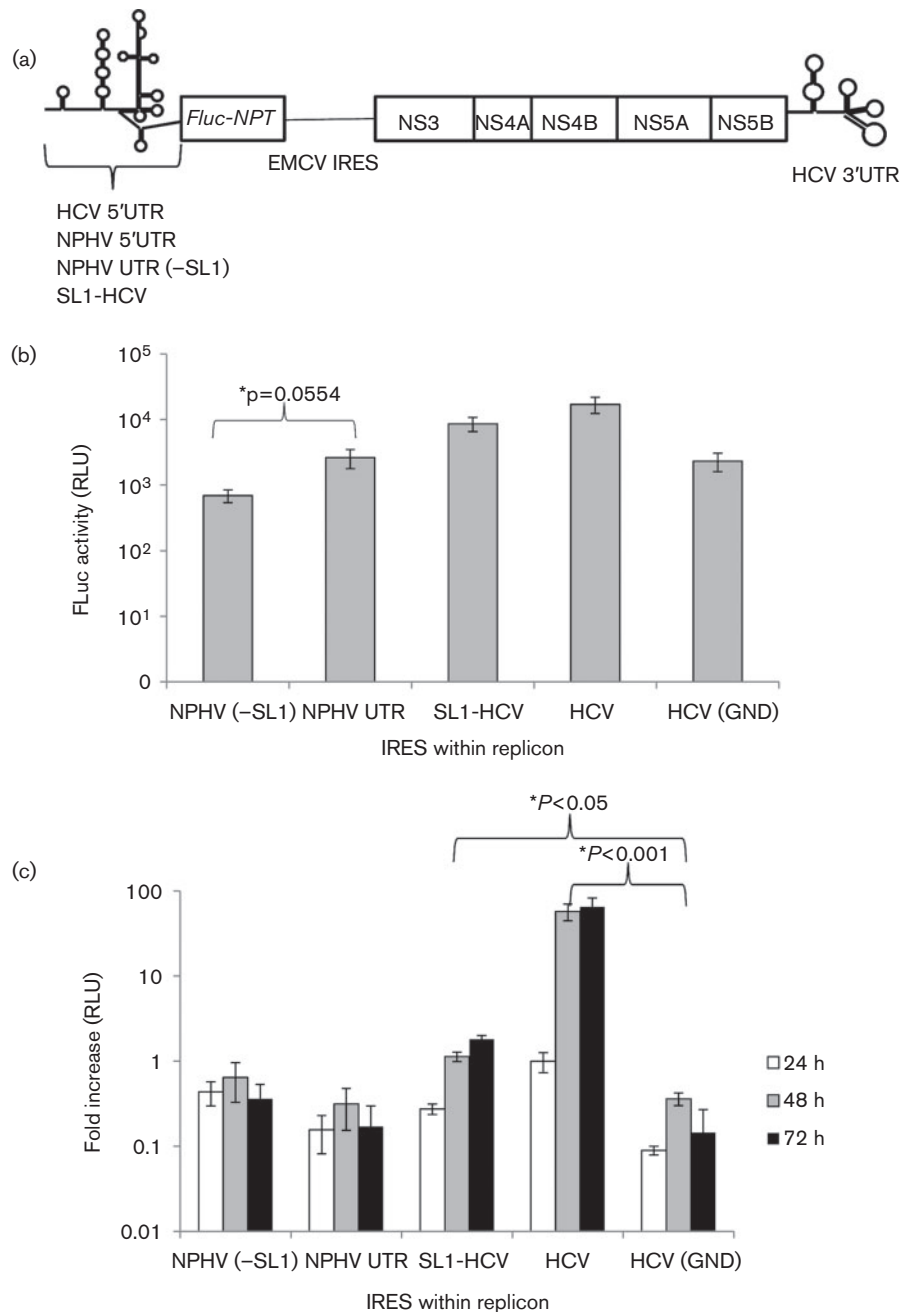 (a)
Fluc-NPT
NS3
NS4A
NS4B
NS5A
NS5B
EMCV IRES
HCV 3′UTR
HCV 5′UTR
NPHV 5′UTR
NPHV UTR (–SL1)
SL1-HCV
(b)
10⁵
10⁴
10³
10²
10¹
0
FLuc activity (RLU)
*p=0.0554
NPHV (–SL1) NPHV UTR SL1-HCV HCV HCV (GND)
IRES within replicon
(c)
*P<0.05
*P<0.001
100
10
1
0.1
0.01
Fold increase (RLU)
24 h
48 h
72 h
NPHV (–SL1) NPHV UTR SL1-HCV HCV HCV (GND)
IRES within replicon